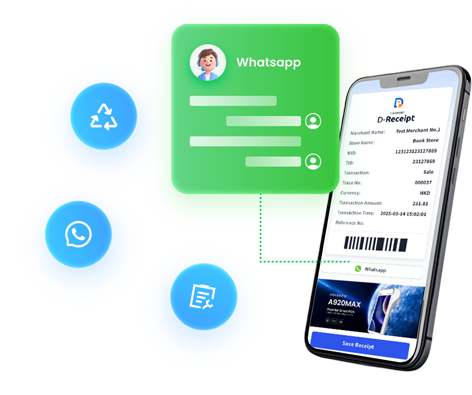 Whatsapp
D-Receipt
Merchant Name: Test Merchant No.1
Store Name: Book Store
MID: 123123123127869
TID: 23127869
Transaction: Sale
Trace No: 000037
Currency: HKD
Transaction Amount: 231.81
Transaction Time: 2025-03-14 15:02:01
Reference No:
Whatsapp
A920MAX
Save Receipt